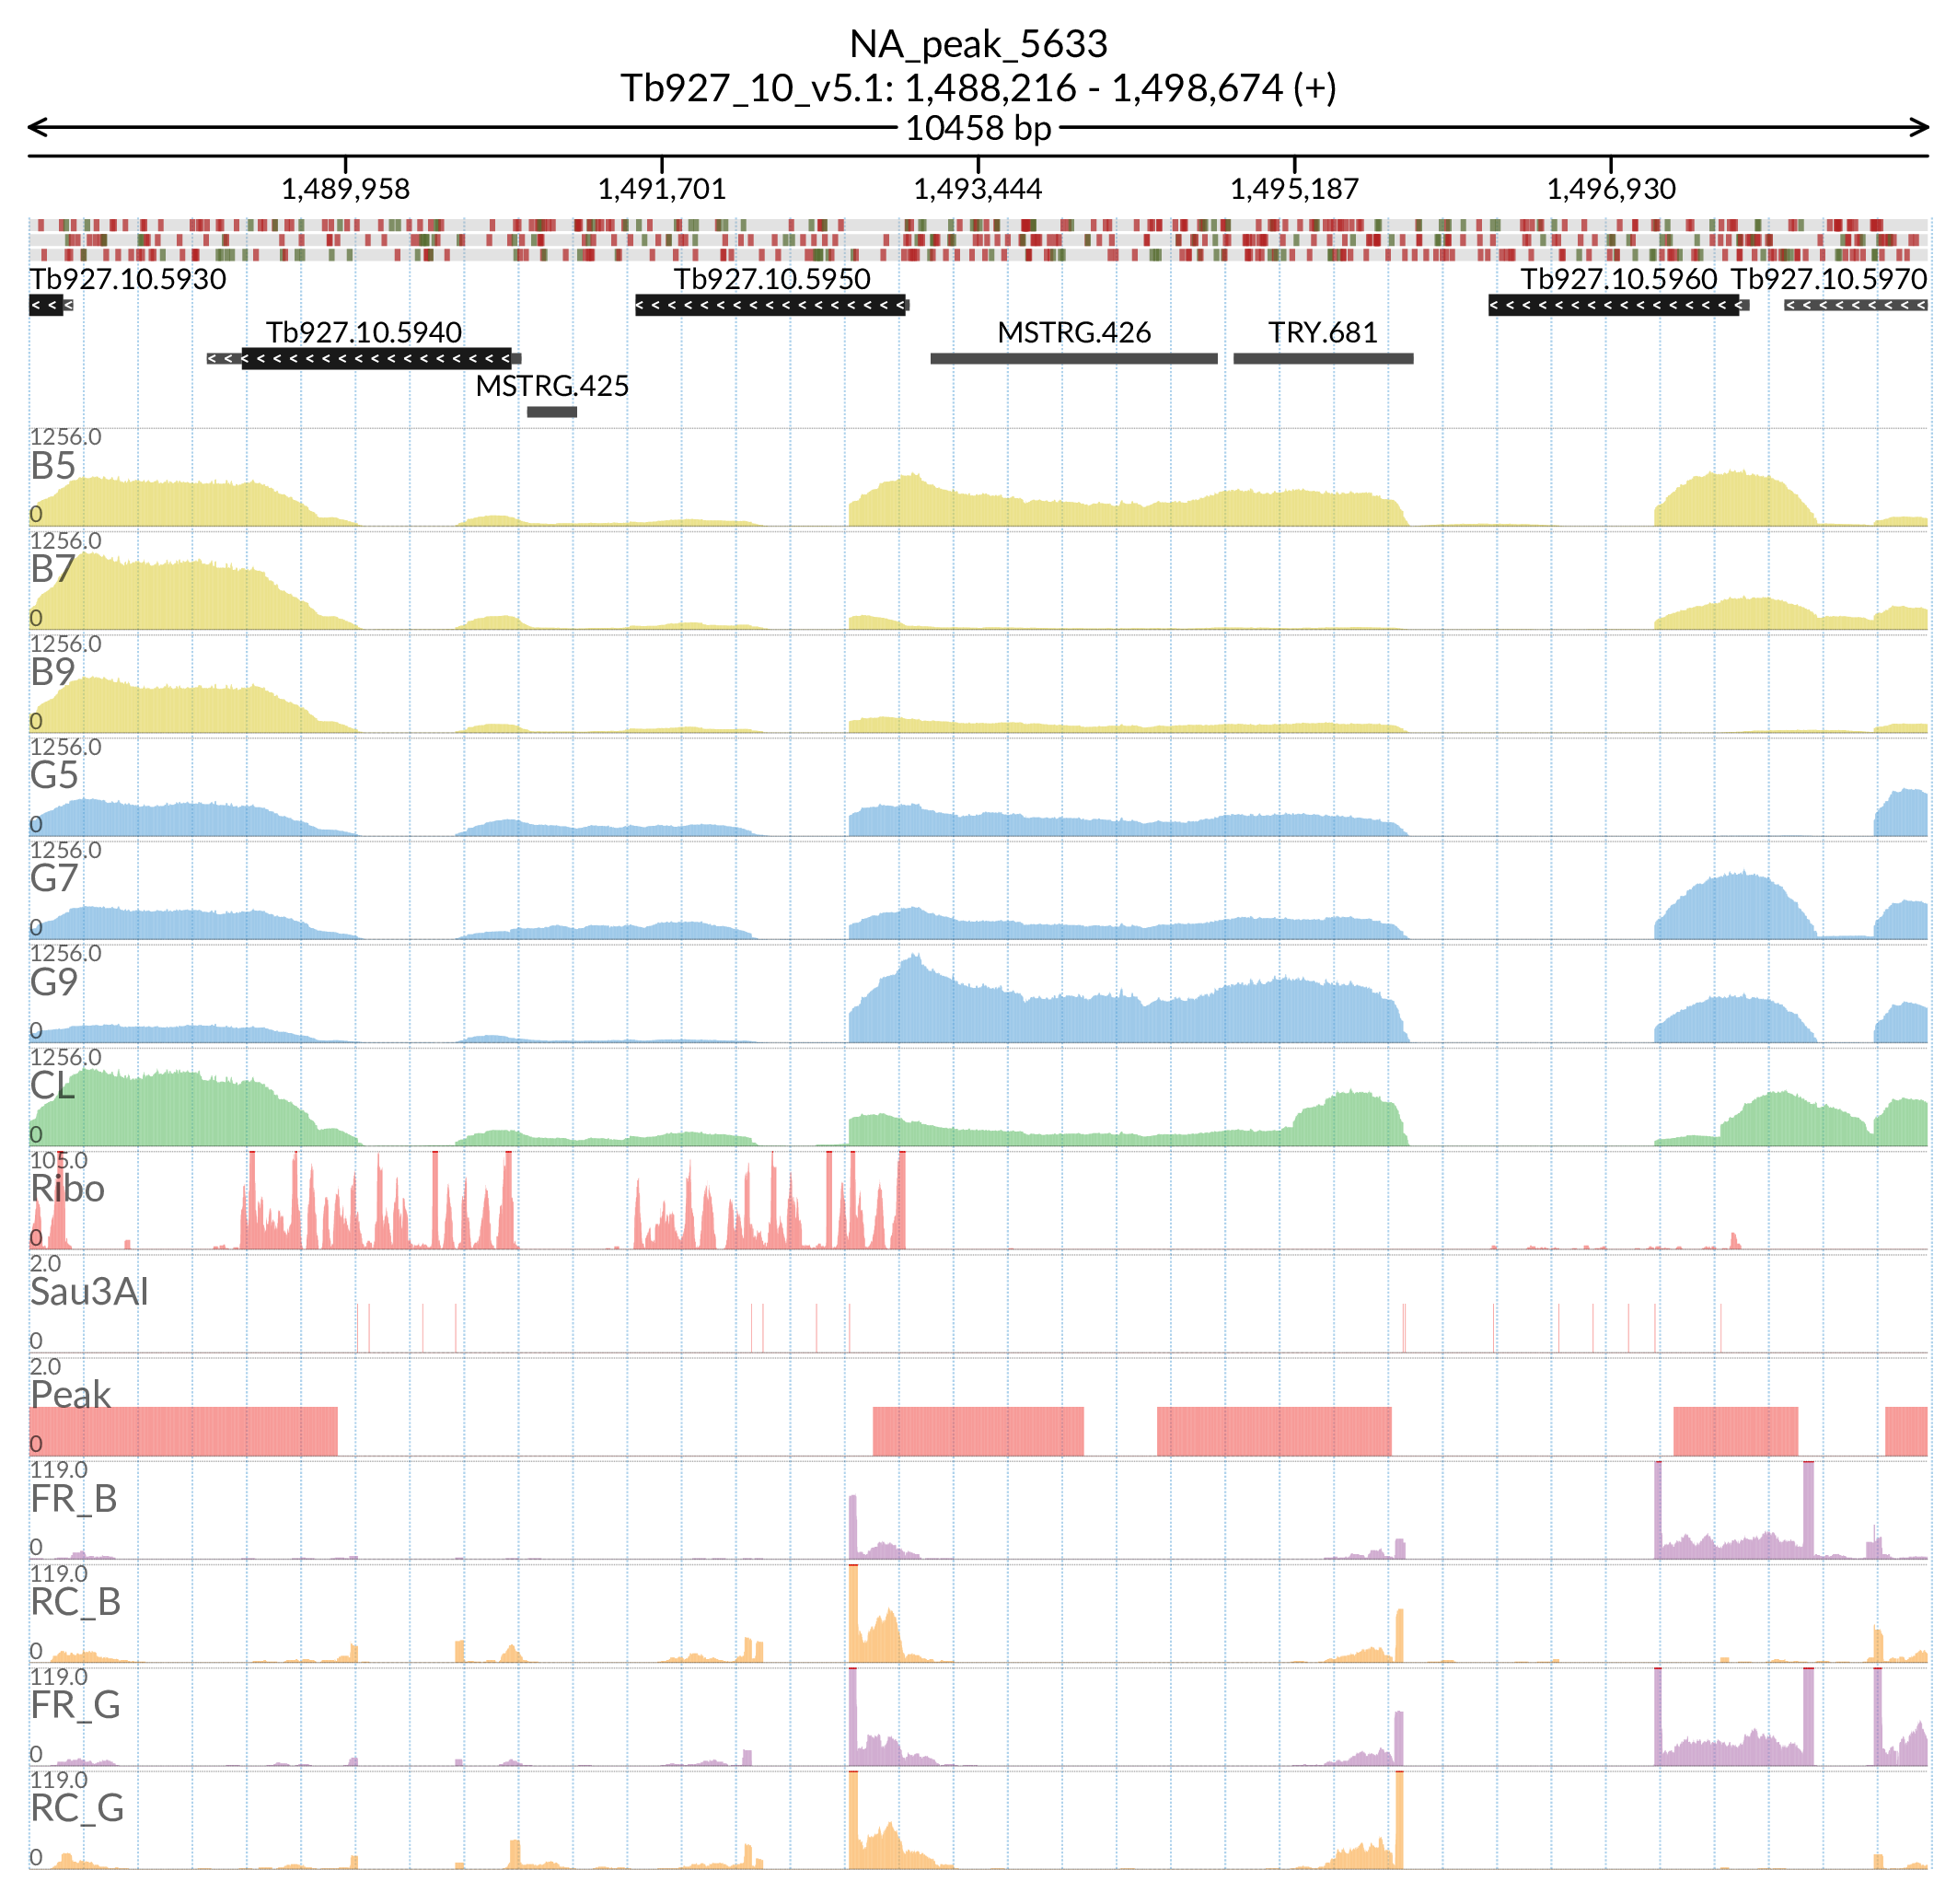 NA_peak_5633
Tb927_10_v5.1: 1,488,216 - 1,498,674 (+)
10458 bp
1,489,958 1,491,701 1,493,444 1,495,187 1,496,930
Tb927.10.5930 Tb927.10.5950 Tb927.10.5960 Tb927.10.5970
Tb927.10.5940 MSTRG.426 TRY.681
MSTRG.425
1256.0
B5
0
1256.0
B7
0
1256.0
B9
0
1256.0
G5
0
1256.0
G7
0
1256.0
G9
0
1256.0
CL
0
105.0
Ribo
0
2.0
Sau3AI
0
2.0
Peak
0
119.0
FR_B
0
119.0
RC_B
0
119.0
FR_G
0
119.0
RC_G
0